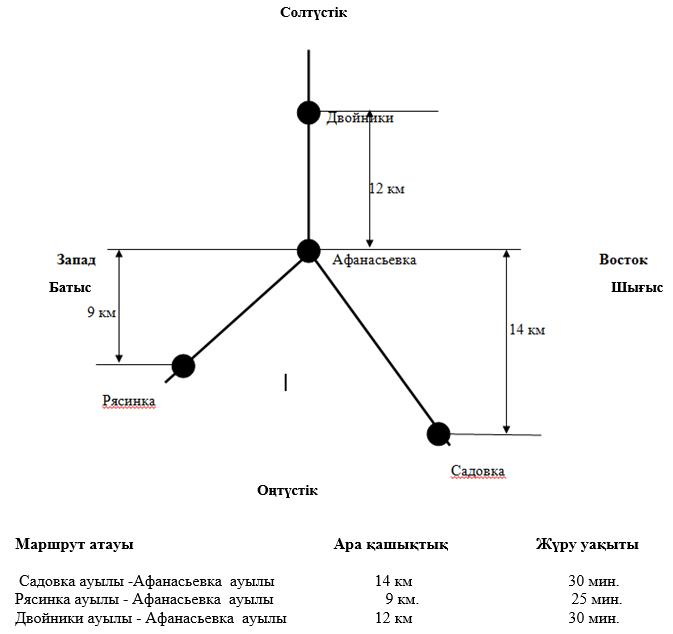 Солтүстік
Двойники
12 км
Запад
Афанасьевка
Восток
Батыс
Шығыс
9 км
14 км
Рясинка
Садовка
Оңтүстік
Маршрут атауы Ара қашықтық Жүру уақыты
Садовка ауылы -Афанасьевка ауылы 14 км 30 мин.
Рясинка ауылы - Афанасьевка ауылы 9 км. 25 мин.
Двойники ауылы - Афанасьевка ауылы 12 км 30 мин.